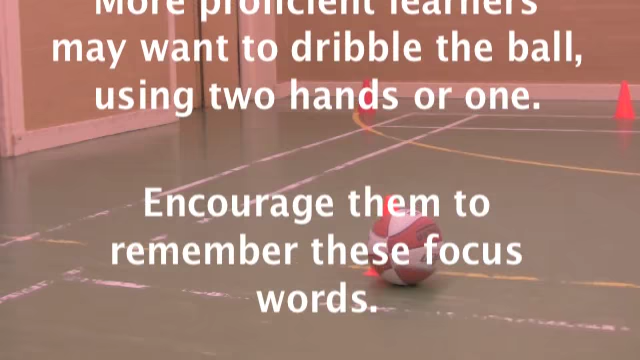 More proficient learners
may want to dribble the ball,
using two hands or one.
Encourage them to
remember these focus
words.